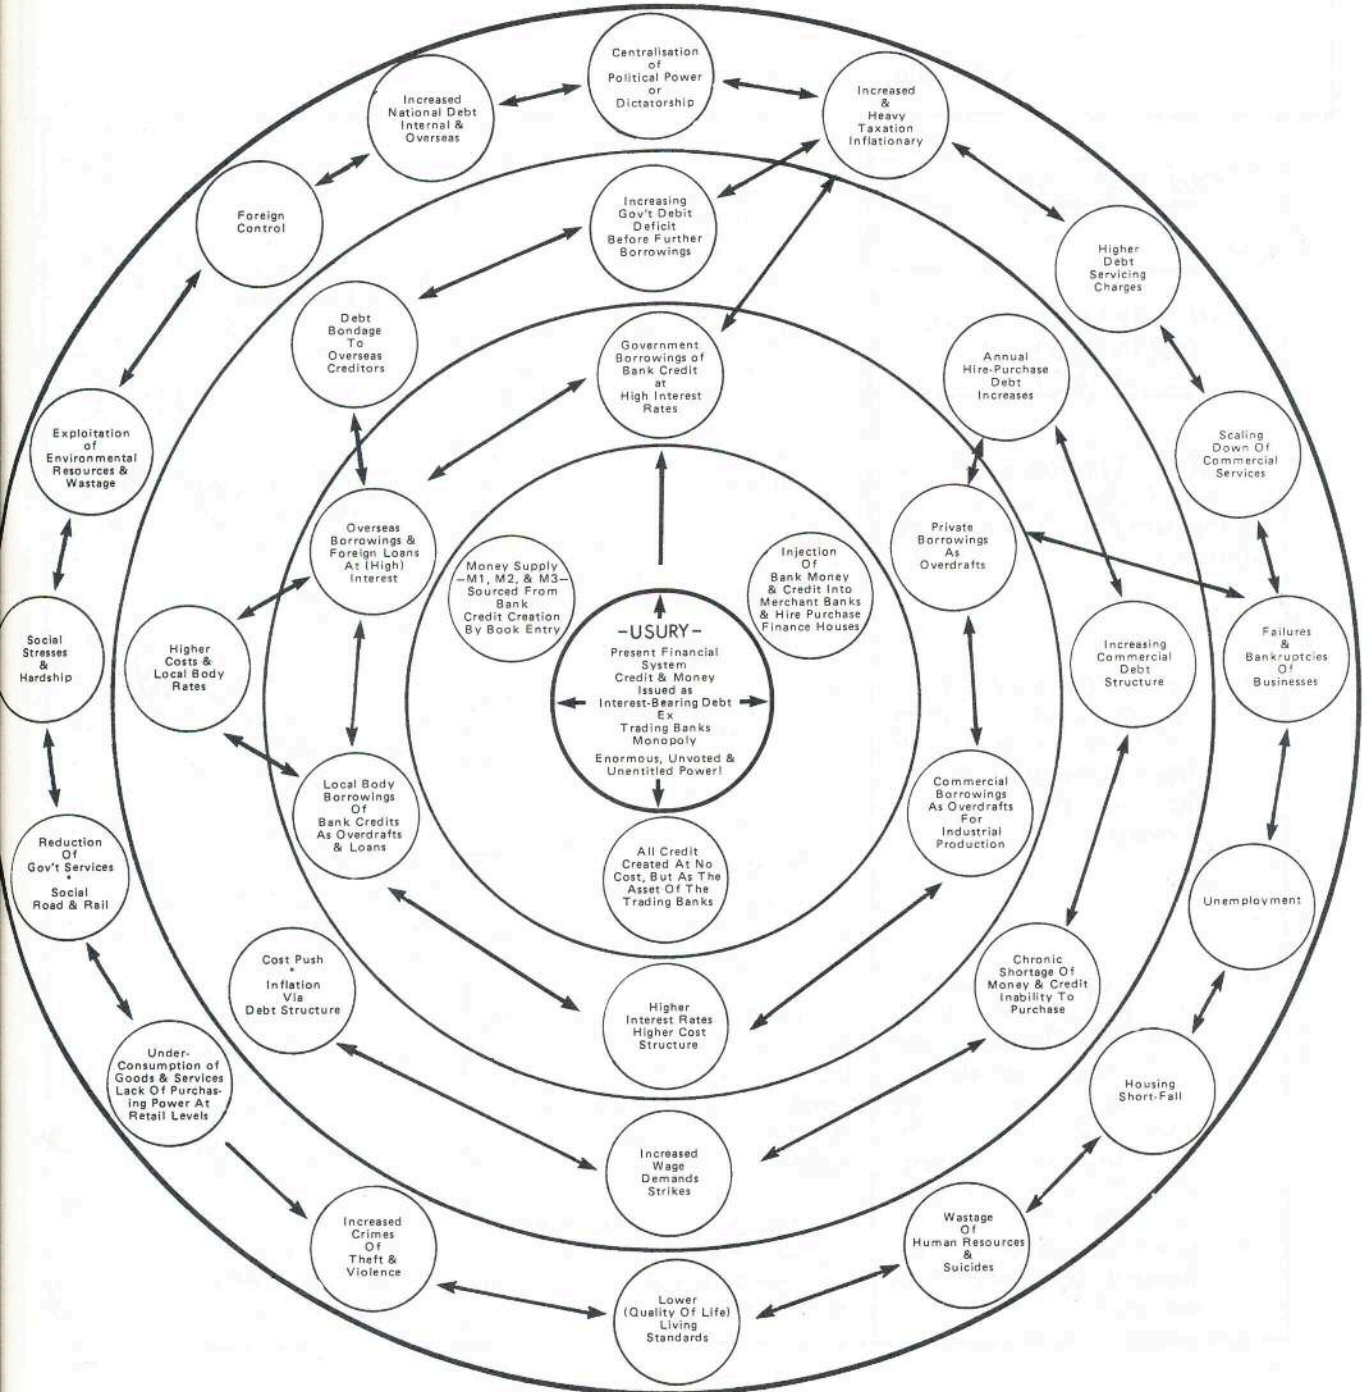 Centralisation
of
Political Power
or
Dictatorship
Increased
&
Heavy
Taxation
Inflationary
Higher
Debt
Servicing
Charges
Scaling
Down Of
Commercial
Services
Failures
&
Bankruptcies
Of
Businesses
Unemployment
Housing
Short-Fall
Wastage
Of
Human Resources
&
Suicides
Lower
(Quality Of Life)
Living
Standards
Increased
Crimes
Of
Theft &
Violence
Under-
Consumption of
Goods & Services
Lack Of Purchas-
ing Power At
Retail Levels
Reduction
Of
Gov't Services
*
Social
Road & Rail
Social
Stresses
&
Hardship
Exploitation
of
Environmental
Resources &
Wastage
Foreign
Control
Increased
National Debt
Internal &
Overseas
Increasing
Gov't Debit
Deficit
Before Further
Borrowings
Annual
Hire-Purchase
Debt
Increases
Increasing
Commercial
Debt
Structure
Chronic
Shortage Of
Money & Credit
Inability To
Purchase
Increased
Wage
Demands
Strikes
Cost Push
*
Inflation
Via
Debt Structure
Higher
Costs &
Local Body
Rates
Debt
Bondage
To
Overseas
Creditors
Government
Borrowings of
Bank Credit
at
High Interest
Rates
Private
Borrowings
As
Overdrafts
Commercial
Borrowings
As Overdrafts
For
Industrial
Production
Higher
Interest Rates
Higher Cost
Structure
Local Body
Borrowings
Of
Bank Credits
As Overdrafts
& Loans
Overseas
Borrowings &
Foreign Loans
At (High)
Interest
Money Supply
—M1, M2, & M3—
Sourced From
Bank
Credit Creation
By Book Entry
Injection
Of
Bank Money
& Credit Into
Merchant Banks
& Hire Purchase
Finance Houses
All Credit
Created At No
Cost, But As The
Asset Of The
Trading Banks
–USURY–
Present Financial
System
Credit & Money
Issued as
Interest-Bearing Debt
Ex
Trading Banks
Monopoly
Enormous, Unvoted &
Unentitled Power!